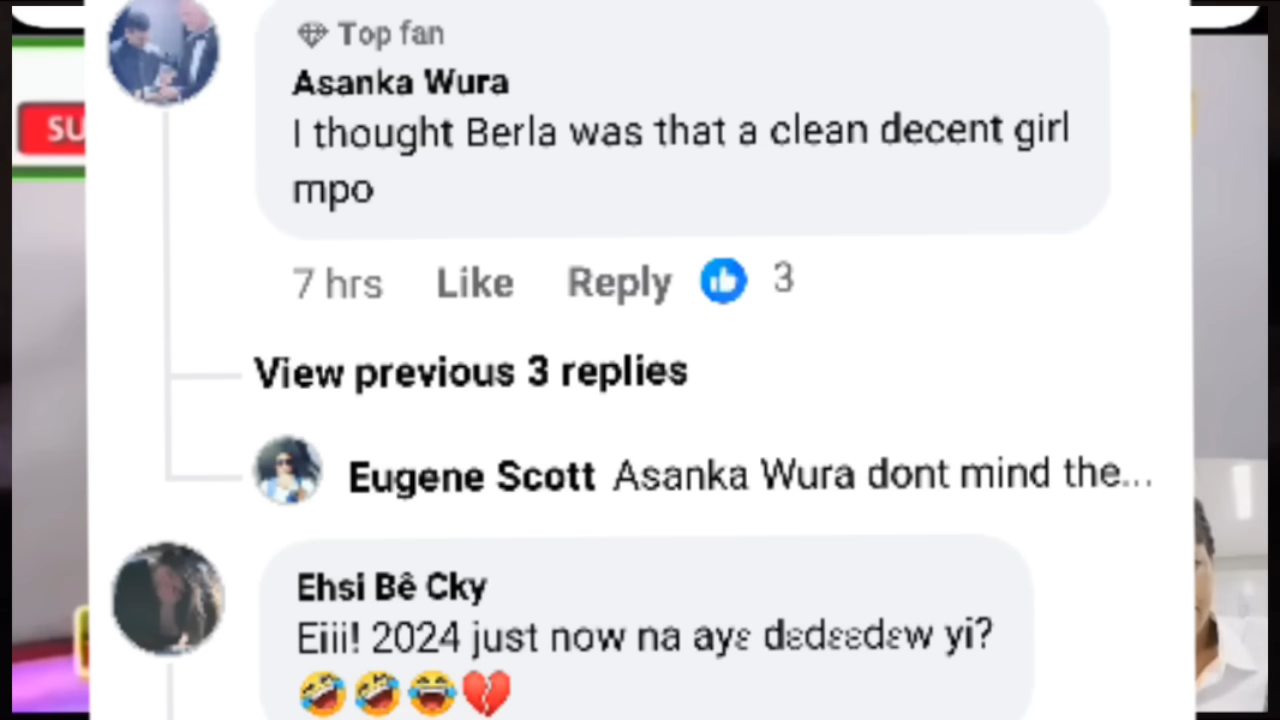 Top fan
Asanka Wura
I thought Berla was that a clean decent girl
mpo
7 hrs Like Reply 3
View previous 3 replies
Eugene Scott Asanka Wura dont mind the...
Ehsi Bê Cky
Eiii! 2024 just now na ayɛ dɛdɛɛdɛw yi?
🤣🤣😂💔
SU